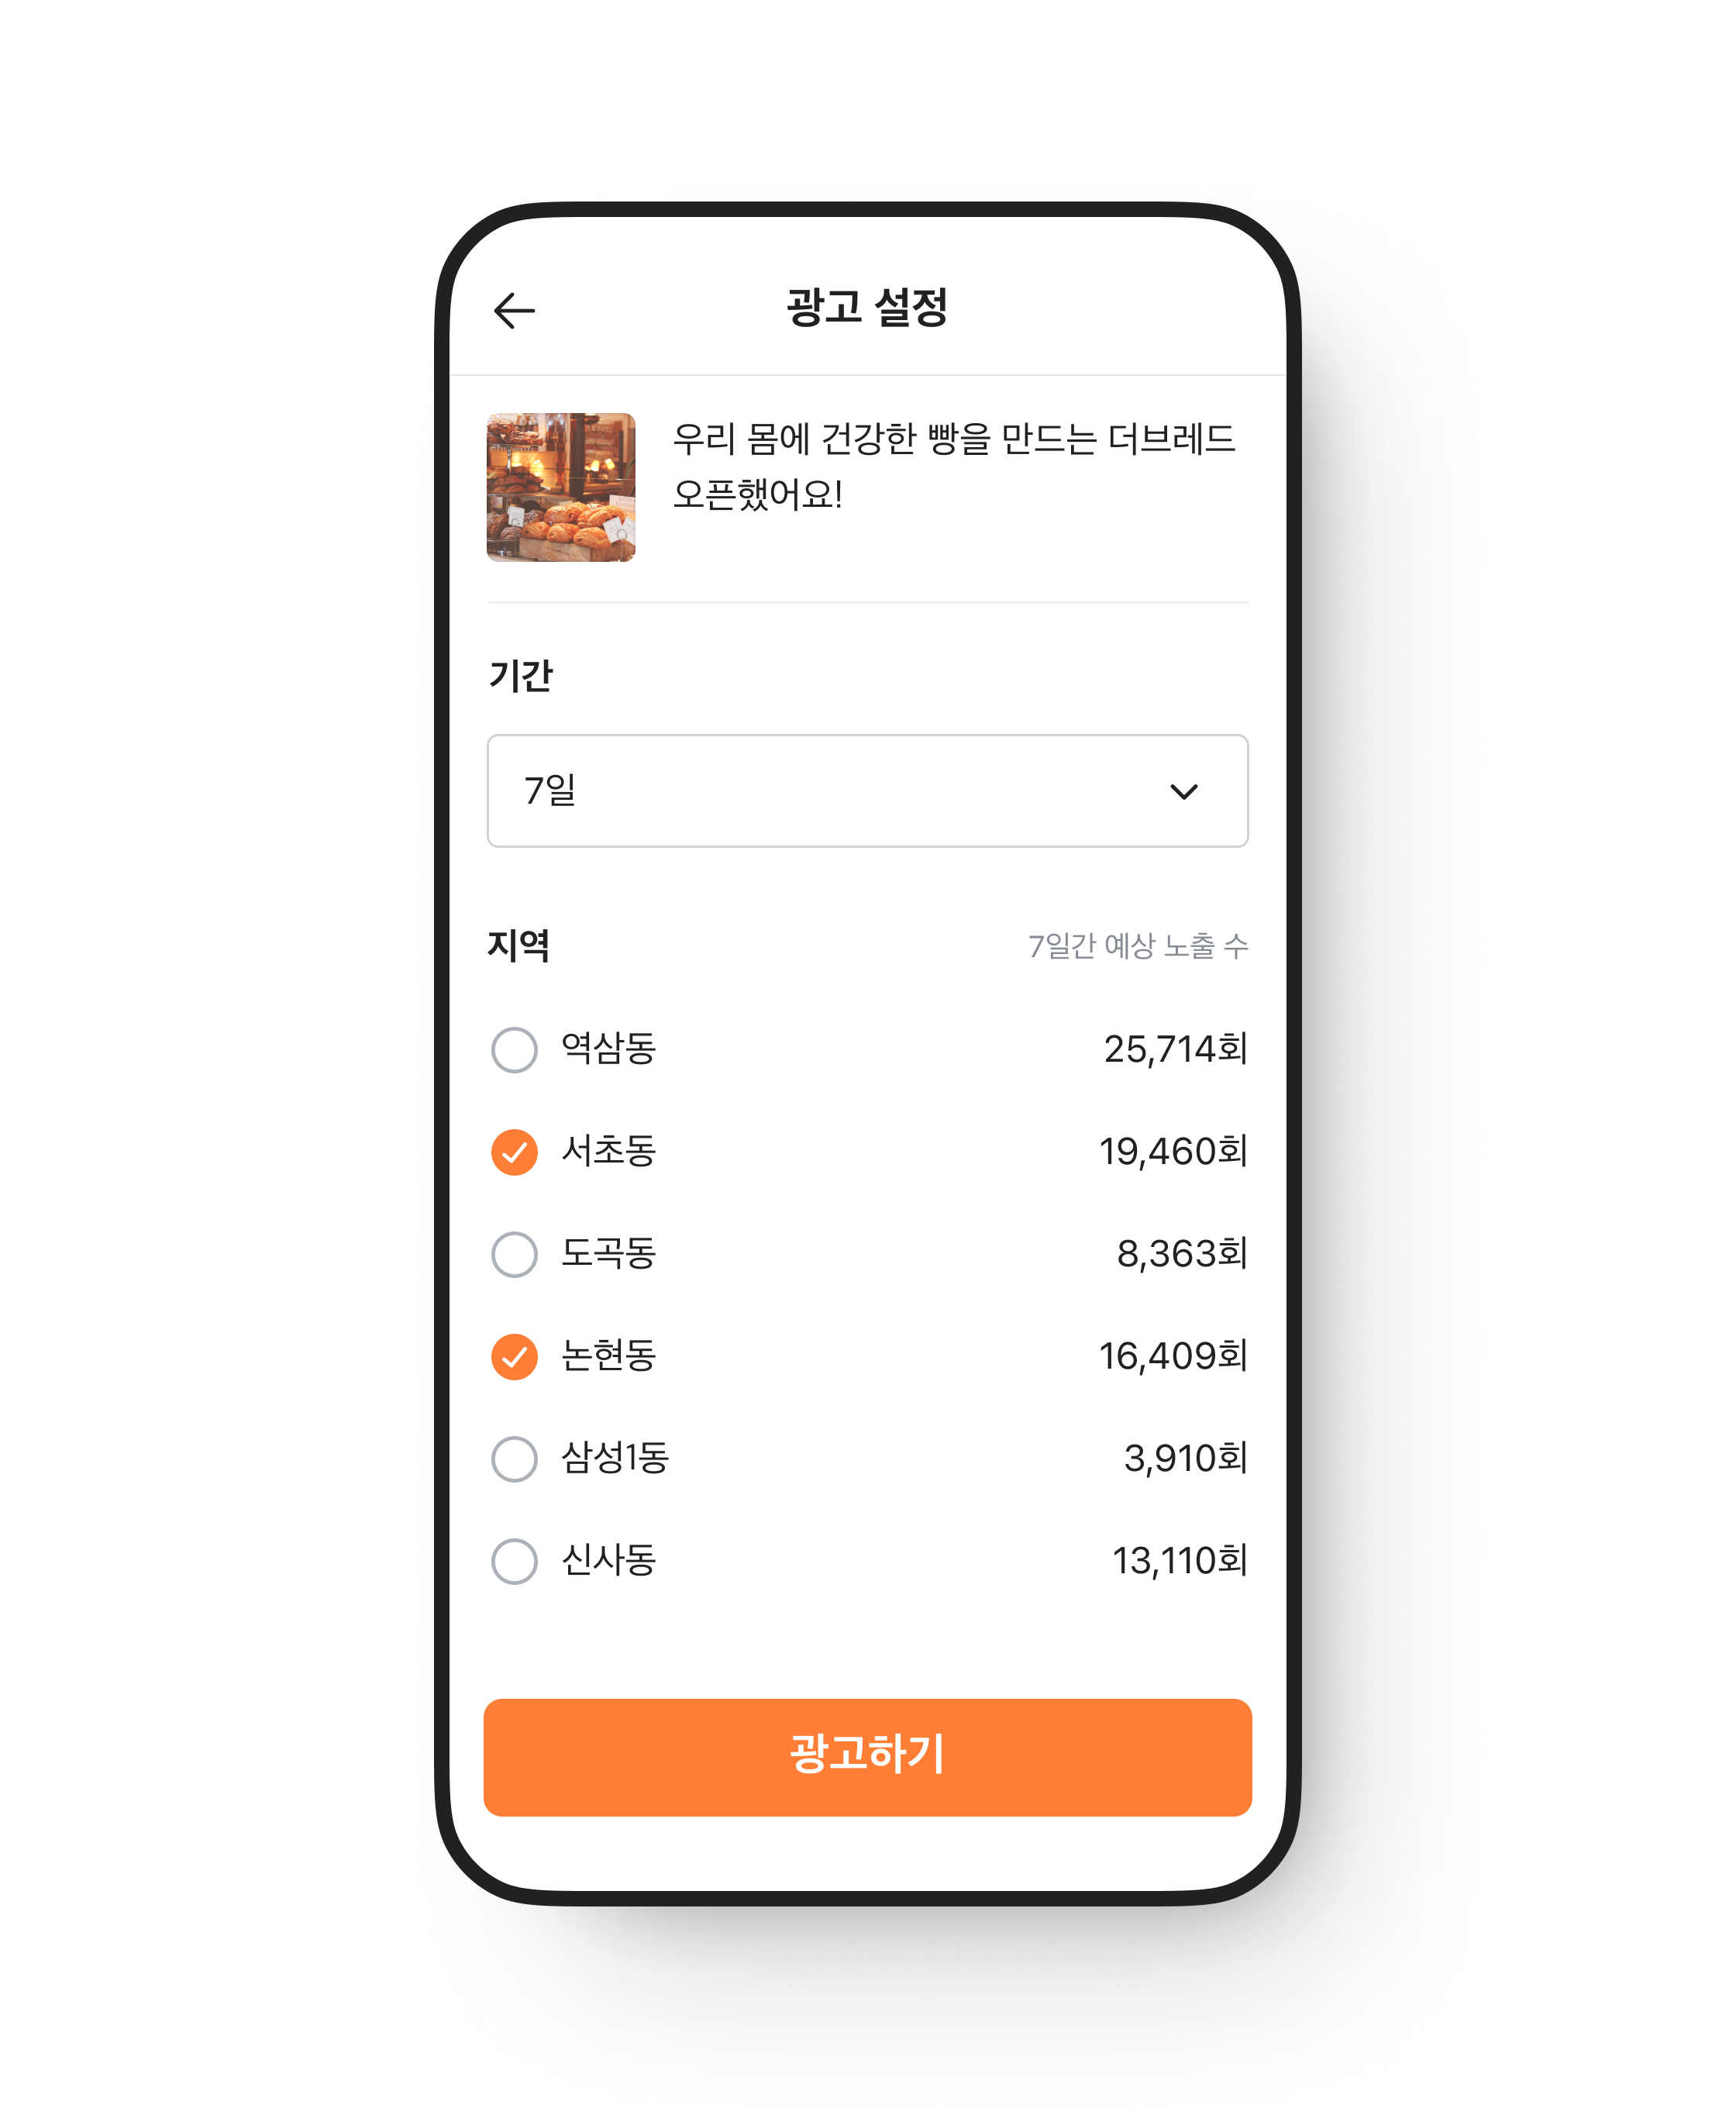 광고 설정
우리 몸에 건강한 빵을 만드는 더브레드
오픈했어요!
기간
7일
지역
7일간 예상 노출 수
역삼동 25,714회
서초동 19,460회
도곡동 8,363회
논현동 16,409회
삼성1동 3,910회
신사동 13,110회
광고하기